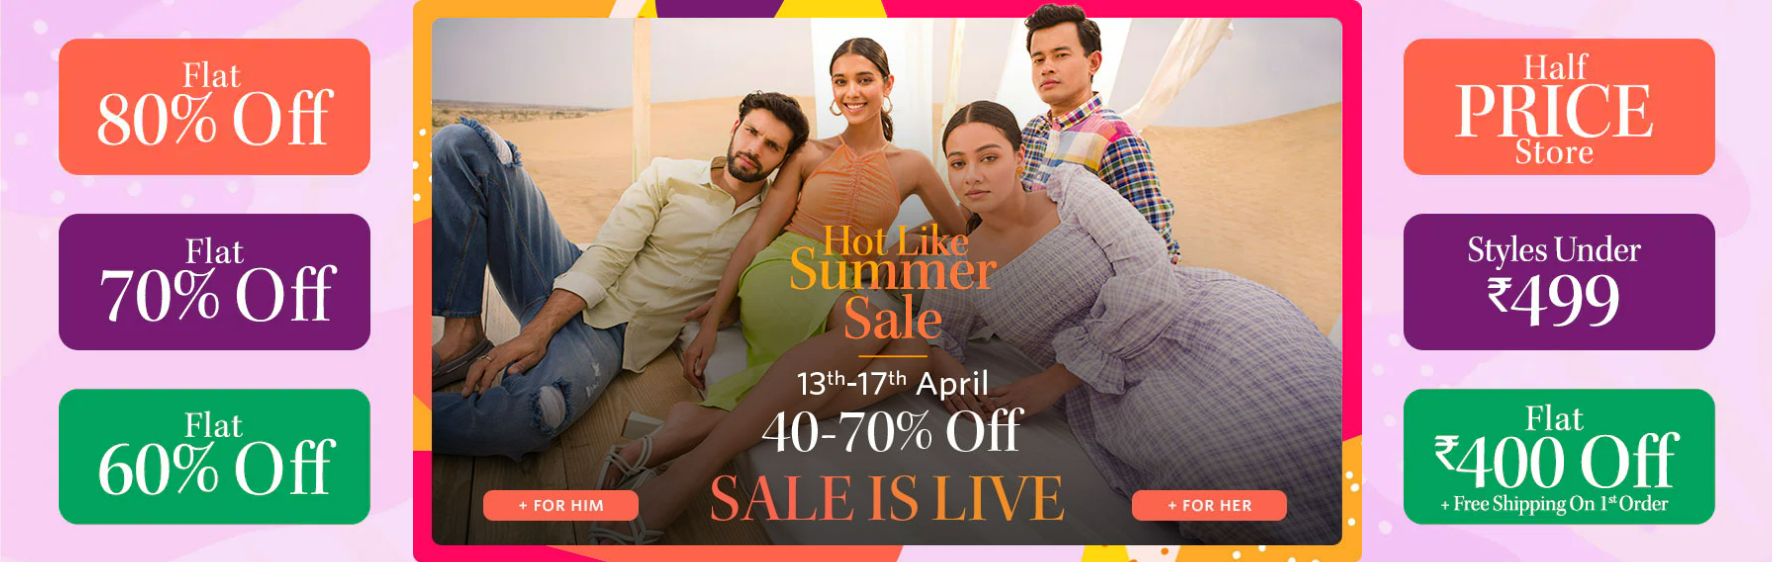 Flat
80% Off
Flat
70% Off
Flat
60% Off
Hot Like
Summer
Sale
13th-17th April
40-70% Off
SALE IS LIVE
+ FOR HIM
+ FOR HER
Half
PRICE
Store
Styles Under
₹499
Flat
₹400 Off
+ Free Shipping On 1st Order